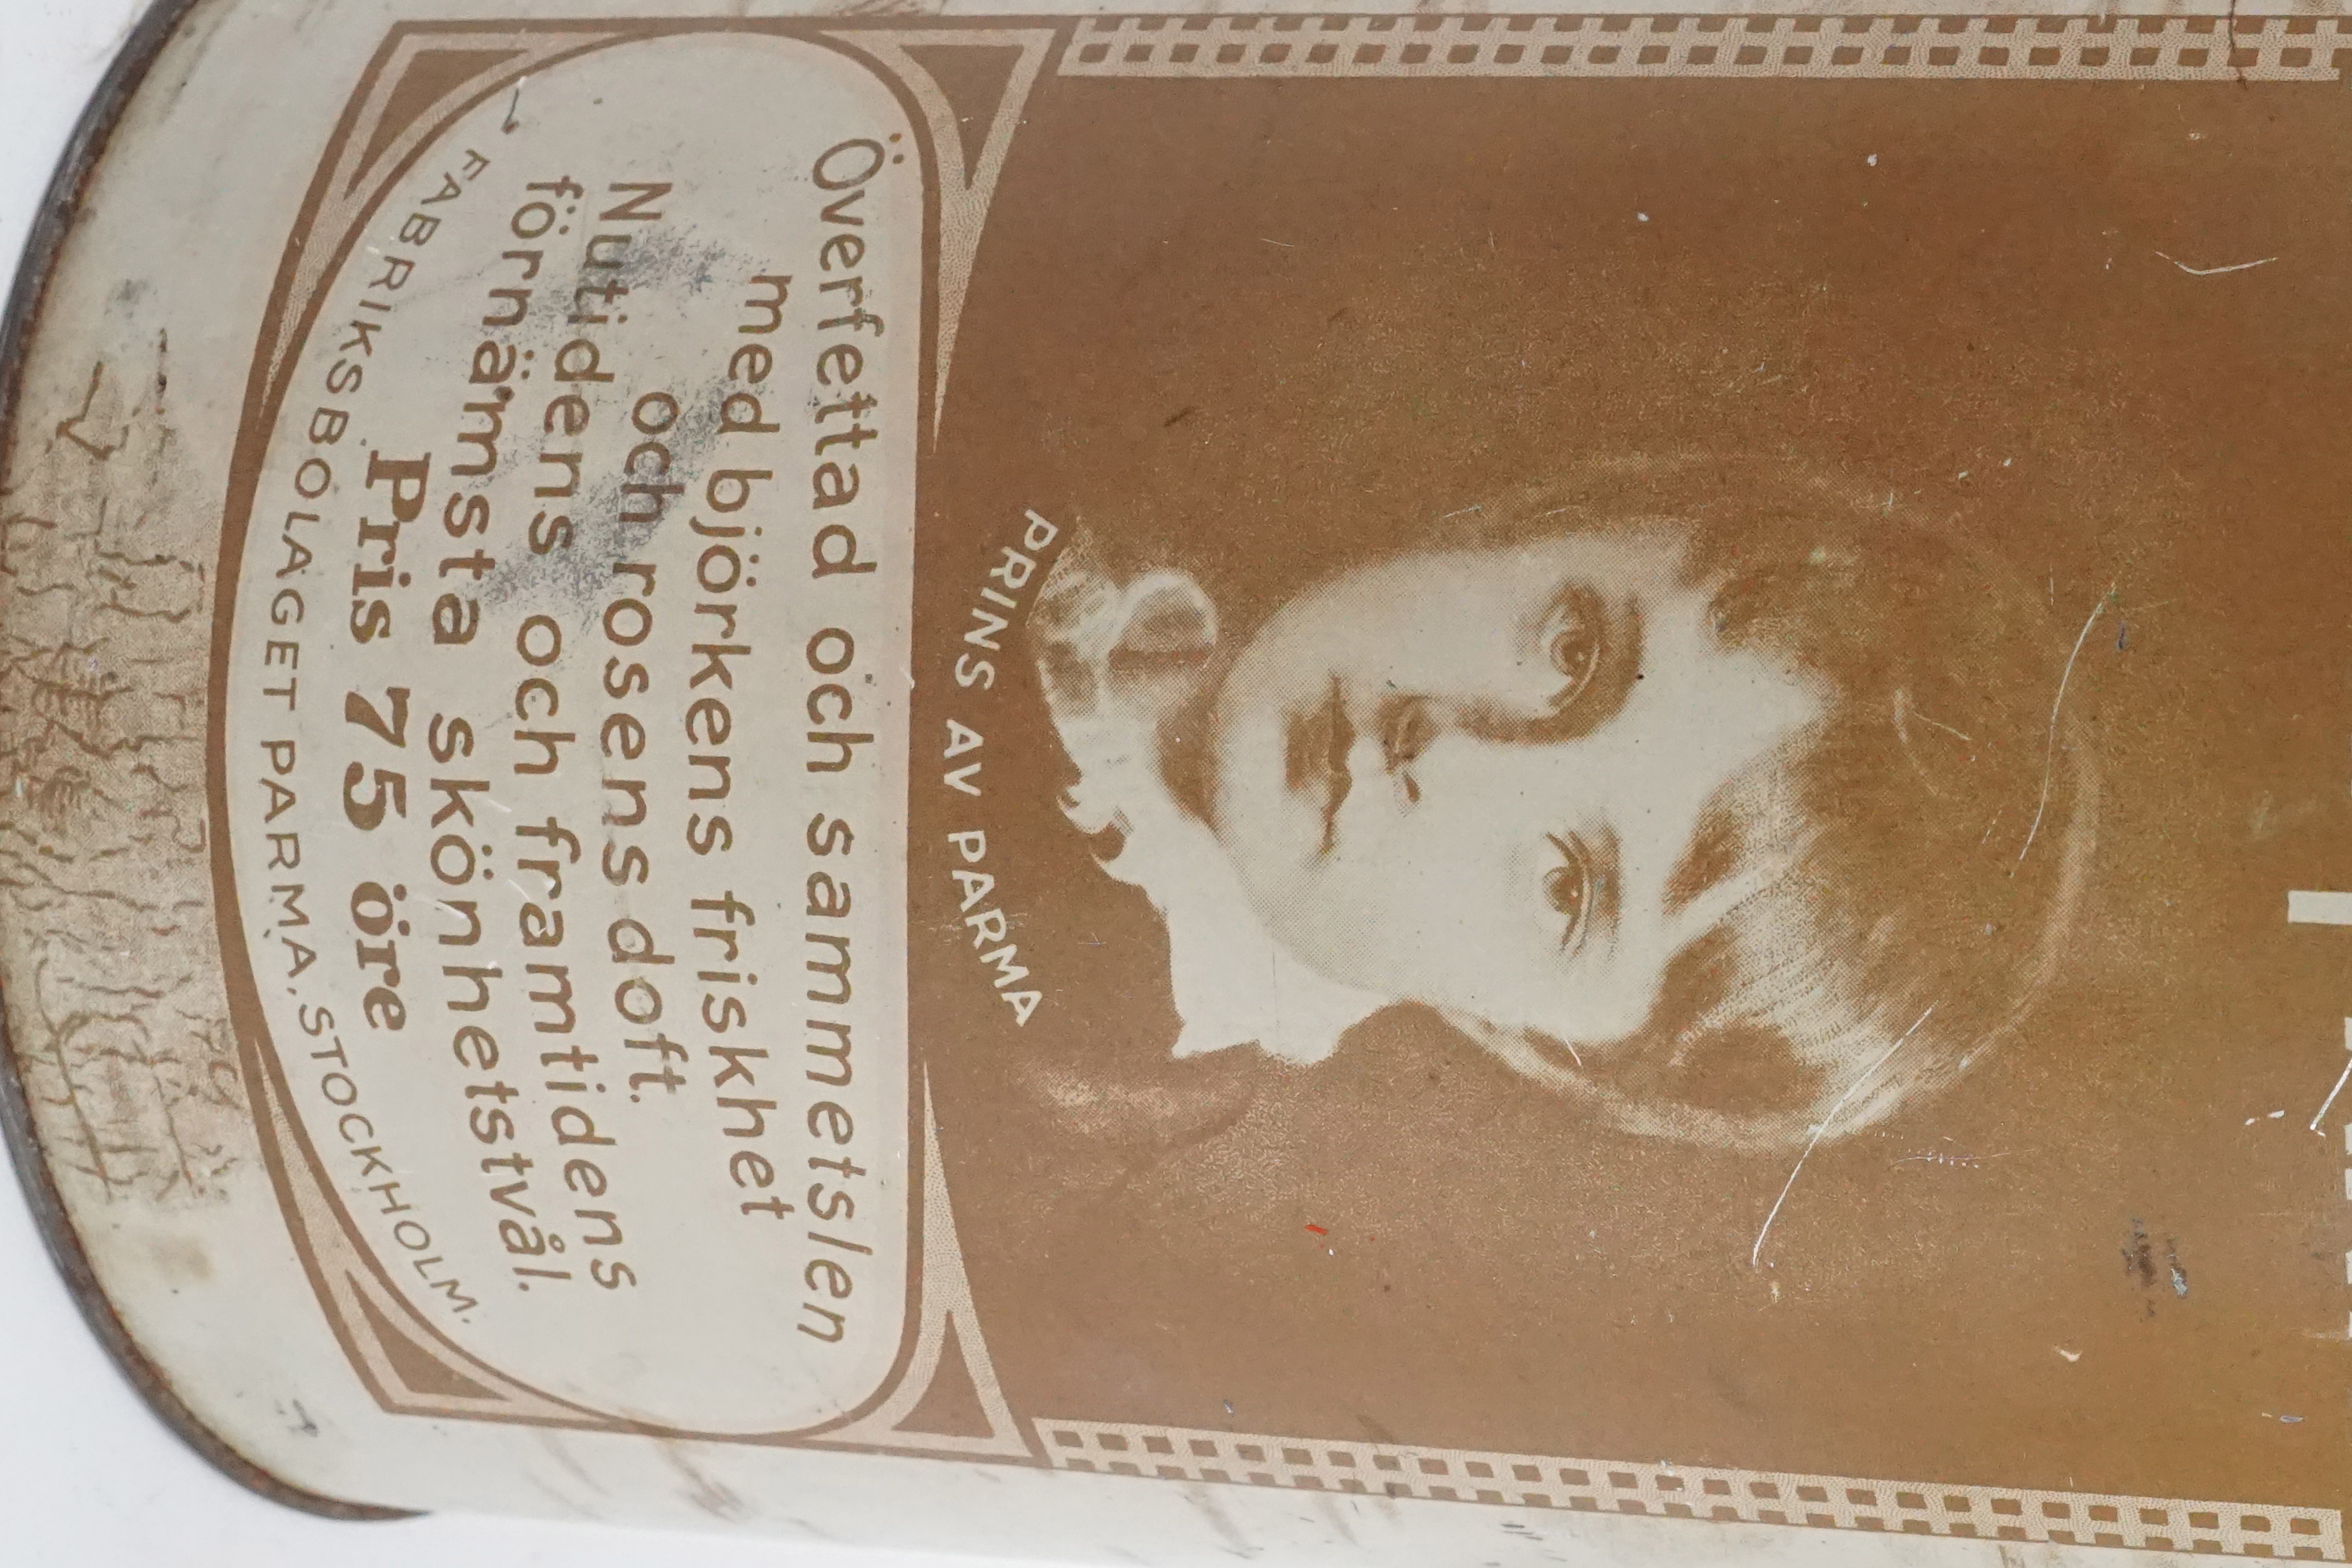 PRINS AV PARMA
Överfettad och sammetslen
med björkens friskhet
och rosens doft.
Nutidens och framtidens
förnämsta skönhetstvål.
Pris 75 öre
FABRIKSBOLAGET PARMA, STOCKHOLM.